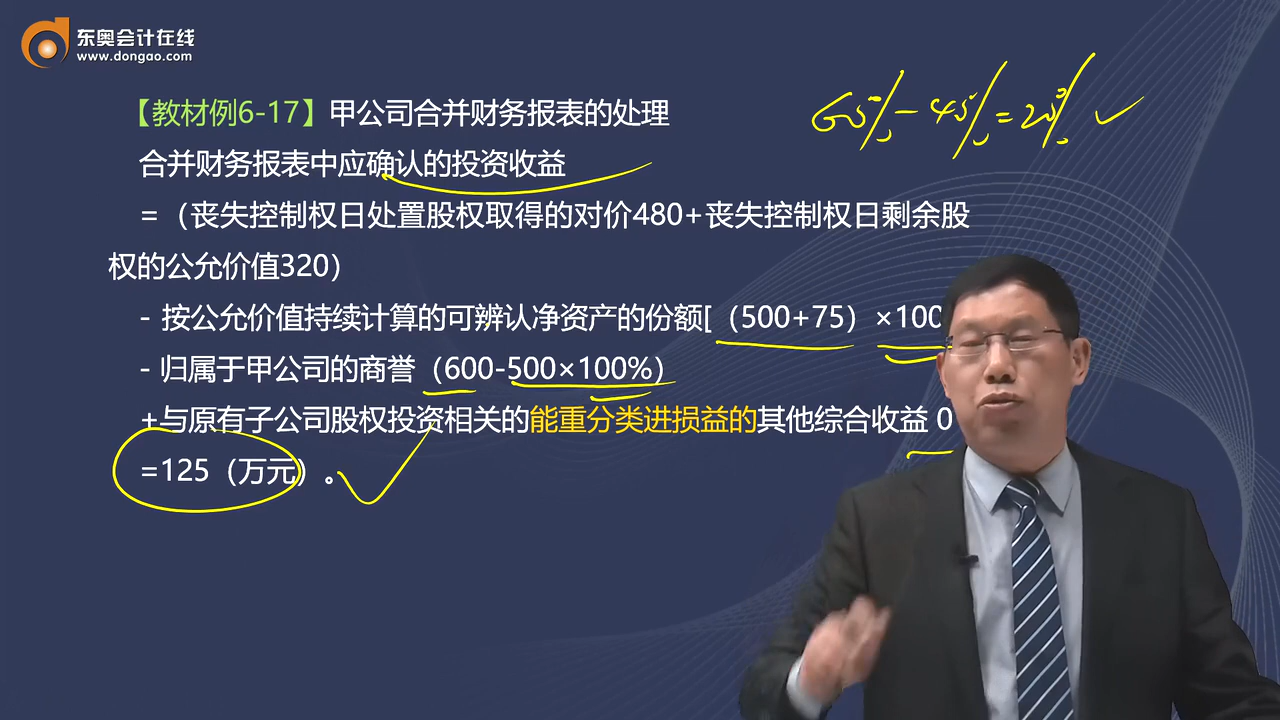 东奥会计在线
www.dongao.com
65%-45%=20%
【教材例6-17】甲公司合并财务报表的处理
合并财务报表中应确认的投资收益
=（丧失控制权日处置股权取得的对价480+丧失控制权日剩余股
权的公允价值320）
- 按公允价值持续计算的可辨认净资产的份额[（500+75）×100
- 归属于甲公司的商誉（600-500×100%）
+与原有子公司股权投资相关的能重分类进损益的其他综合收益 0
=125（万元）。